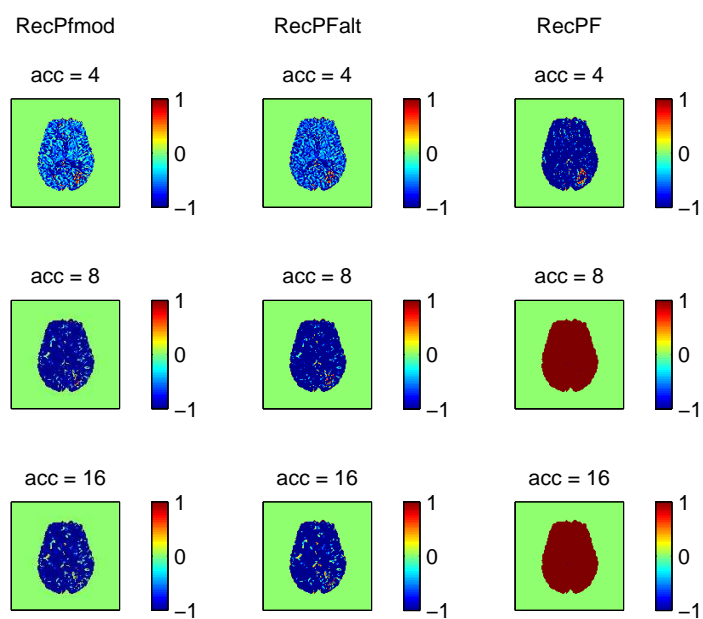 RecPfmod RecPFalt RecPF
acc = 4 acc = 4 acc = 4
1 1 1
0 0 0
−1 −1 −1
acc = 8 acc = 8 acc = 8
1 1 1
0 0 0
−1 −1 −1
acc = 16 acc = 16 acc = 16
1 1 1
0 0 0
−1 −1 −1